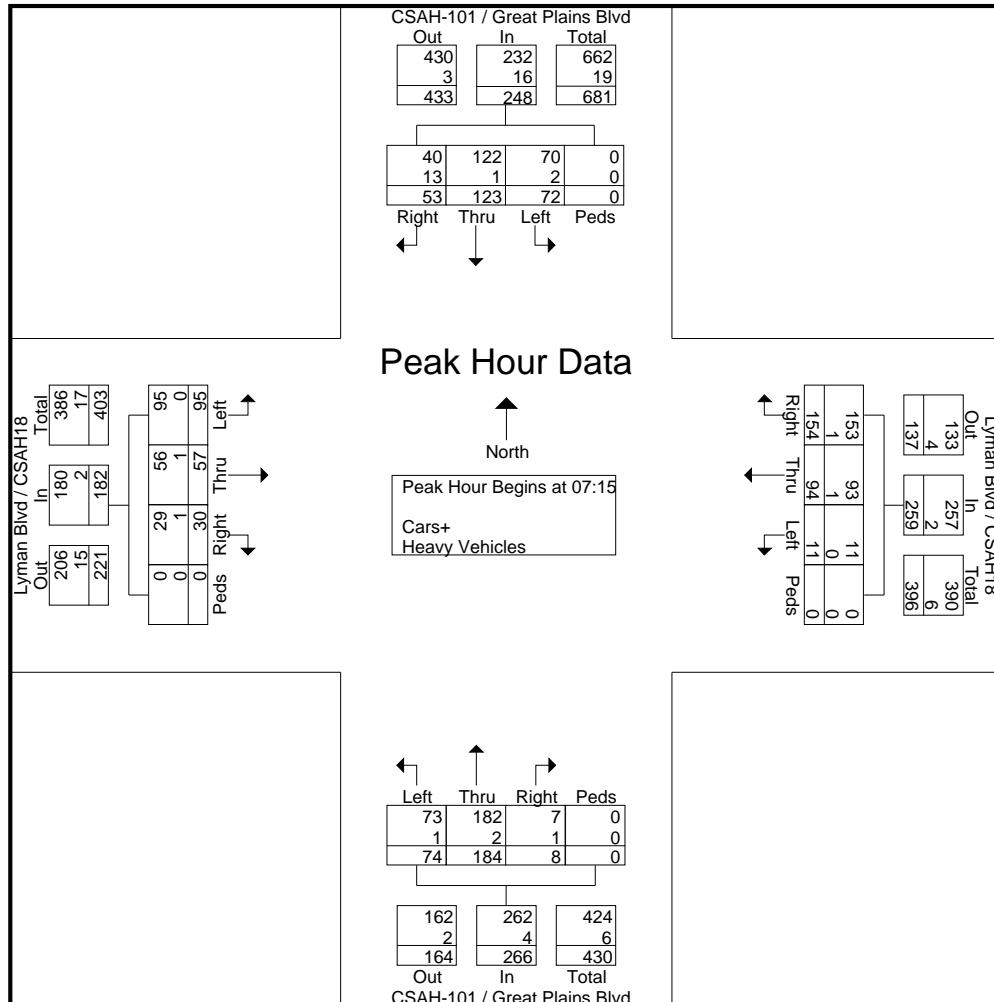 CSAH-101 / Great Plains Blvd
Out In Total
430 232 662
3 16 19
433 248 681
40 122 70 0
13 1 2 0
53 123 72 0
Right Thru Left Peds
Peak Hour Data
North
Peak Hour Begins at 07:15
Cars+
Heavy Vehicles
Lyman Blvd / CSAH18
Total In Out
386 180 206
17 2 15
403 182 221
95 56 29 0
0 1 1 0
95 57 30 0
Left Thru Right Peds
Lyman Blvd / CSAH18
Out In Total
133 257 390
4 2 6
137 259 396
153 93 11 0
1 1 0 0
154 94 11 0
Right Thru Left Peds
Left Thru Right Peds
73 182 7 0
1 2 1 0
74 184 8 0
162 262 424
2 4 6
164 266 430
Out In Total
CSAH-101 / Great Plains Blvd